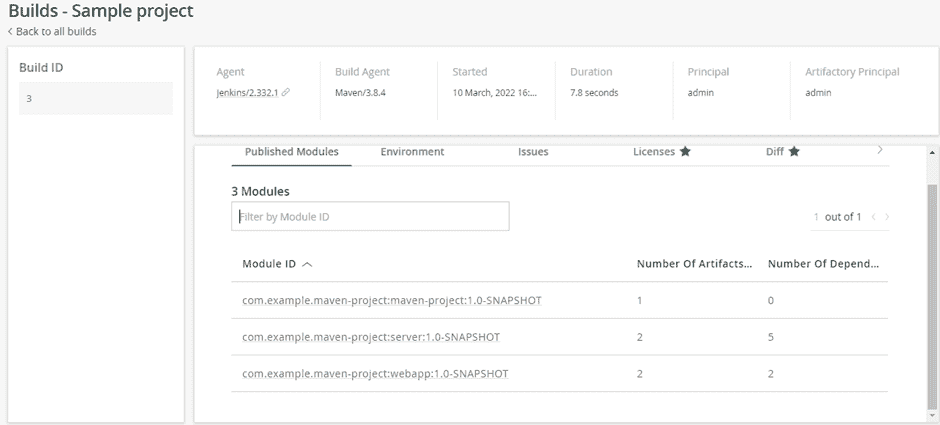 Builds - Sample project
Back to all builds
Build ID
3
Agent Build Agent Started Duration Principal Artifactory Principal
Jenkins/2.332.1 Maven/3.8.4 10 March, 2022 16:... 7.8 seconds admin admin
Published Modules Environment Issues Licenses Diff
3 Modules
Filter by Module ID
1 out of 1
Module ID Number Of Artifacts... Number Of Depend...
com.example.maven-project:maven-project:1.0-SNAPSHOT 1 0
com.example.maven-project:server:1.0-SNAPSHOT 2 5
com.example.maven-project:webapp:1.0-SNAPSHOT 2 2